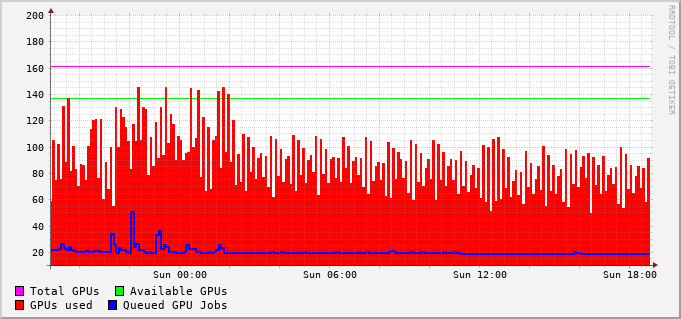 200
180
160
140
120
100
80
60
40
20
Sun 00:00 Sun 06:00 Sun 12:00 Sun 18:00
Total GPUs Available GPUs
GPUs used Queued GPU Jobs
RRDTOOL / TOBI OETIKER